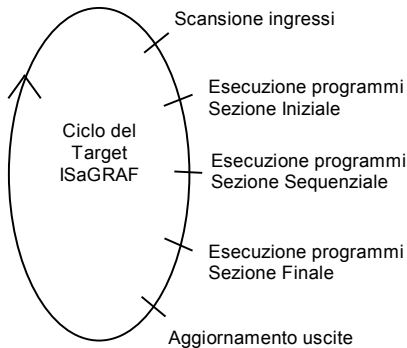 Scansione ingressi
Esecuzione programmi
Sezione Iniziale
Ciclo del
Target
ISaGRAF
Esecuzione programmi
Sezione Sequenziale
Esecuzione programmi
Sezione Finale
Aggiornamento uscite